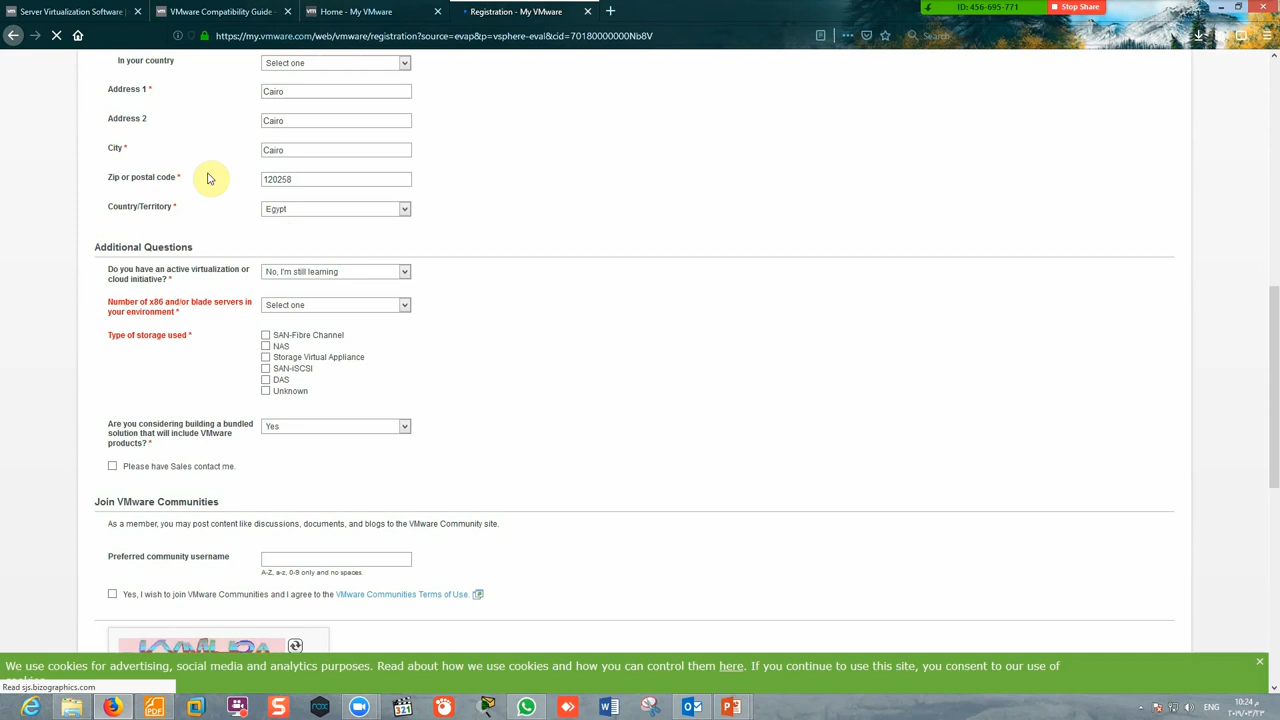 Server Virtualization Software
VMware Compatibility Guide
Home - My VMware
Registration - My VMware
ID: 456-695-771
Stop Share
https://my.vmware.com/web/vmware/registration?source=evap&p=vsphere-eval&cid=70180000000Nb8V
Search
In your country
Select one
Address 1 *
Cairo
Address 2
Cairo
City *
Cairo
Zip or postal code *
120258
Country/Territory *
Egypt
Additional Questions
Do you have an active virtualization or
cloud initiative? *
No, I'm still learning
Number of x86 and/or blade servers in
your environment *
Select one
Type of storage used *
SAN-Fibre Channel
NAS
Storage Virtual Appliance
SAN-iSCSI
DAS
Unknown
Are you considering building a bundled
solution that will include VMware
products? *
Yes
Please have Sales contact me.
Join VMware Communities
As a member, you may post content like discussions, documents, and blogs to the VMware Community site.
Preferred community username
A-Z, a-z, 0-9 only and no spaces.
Yes, I wish to join VMware Communities and I agree to the VMware Communities Terms of Use.
We use cookies for advertising, social media and analytics purposes. Read about how we use cookies and how you can control them here. If you continue to use this site, you consent to our use of
Read sjs.bizographics.com
ENG
م 10:24
٢٠١٩/٠٣/٢٣